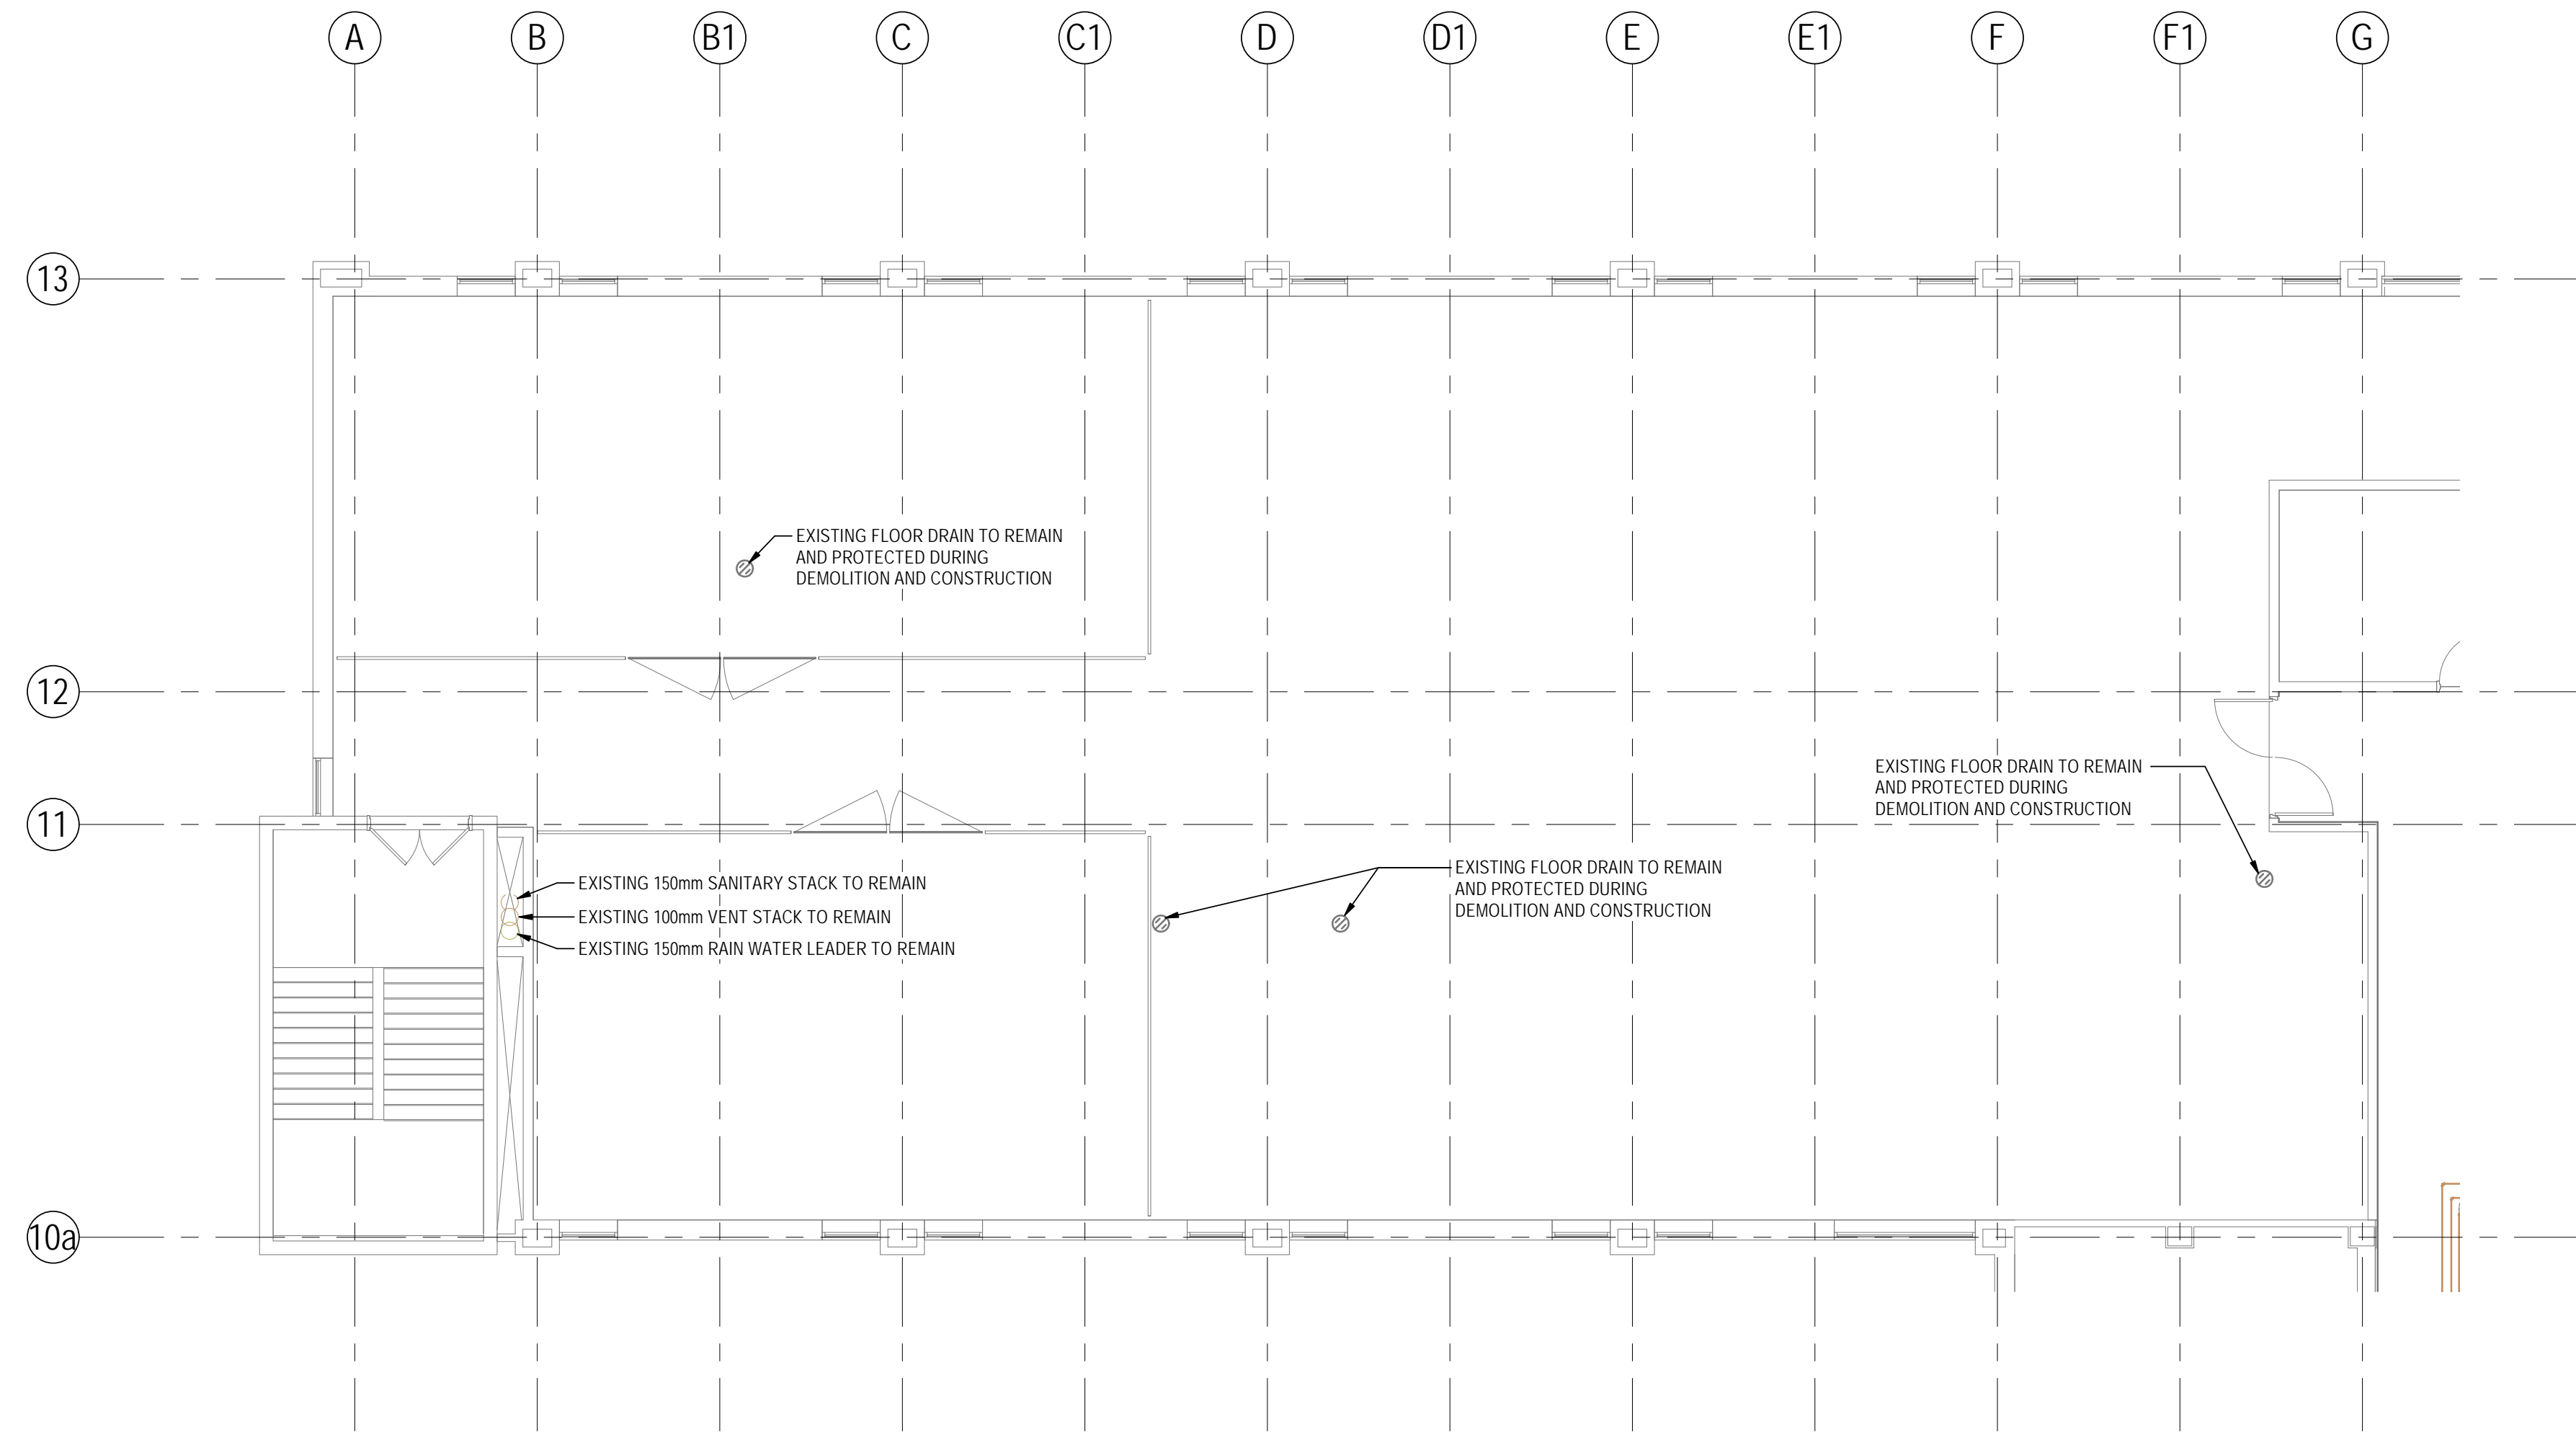 A
B
B1
C
C1
D
D1
E
E1
F
F1
G
13
EXISTING FLOOR DRAIN TO REMAIN
AND PROTECTED DURING
DEMOLITION AND CONSTRUCTION
12
EXISTING FLOOR DRAIN TO REMAIN
AND PROTECTED DURING
DEMOLITION AND CONSTRUCTION
11
EXISTING FLOOR DRAIN TO REMAIN
AND PROTECTED DURING
DEMOLITION AND CONSTRUCTION
EXISTING 150mm SANITARY STACK TO REMAIN
EXISTING 100mm VENT STACK TO REMAIN
EXISTING 150mm RAIN WATER LEADER TO REMAIN
10a